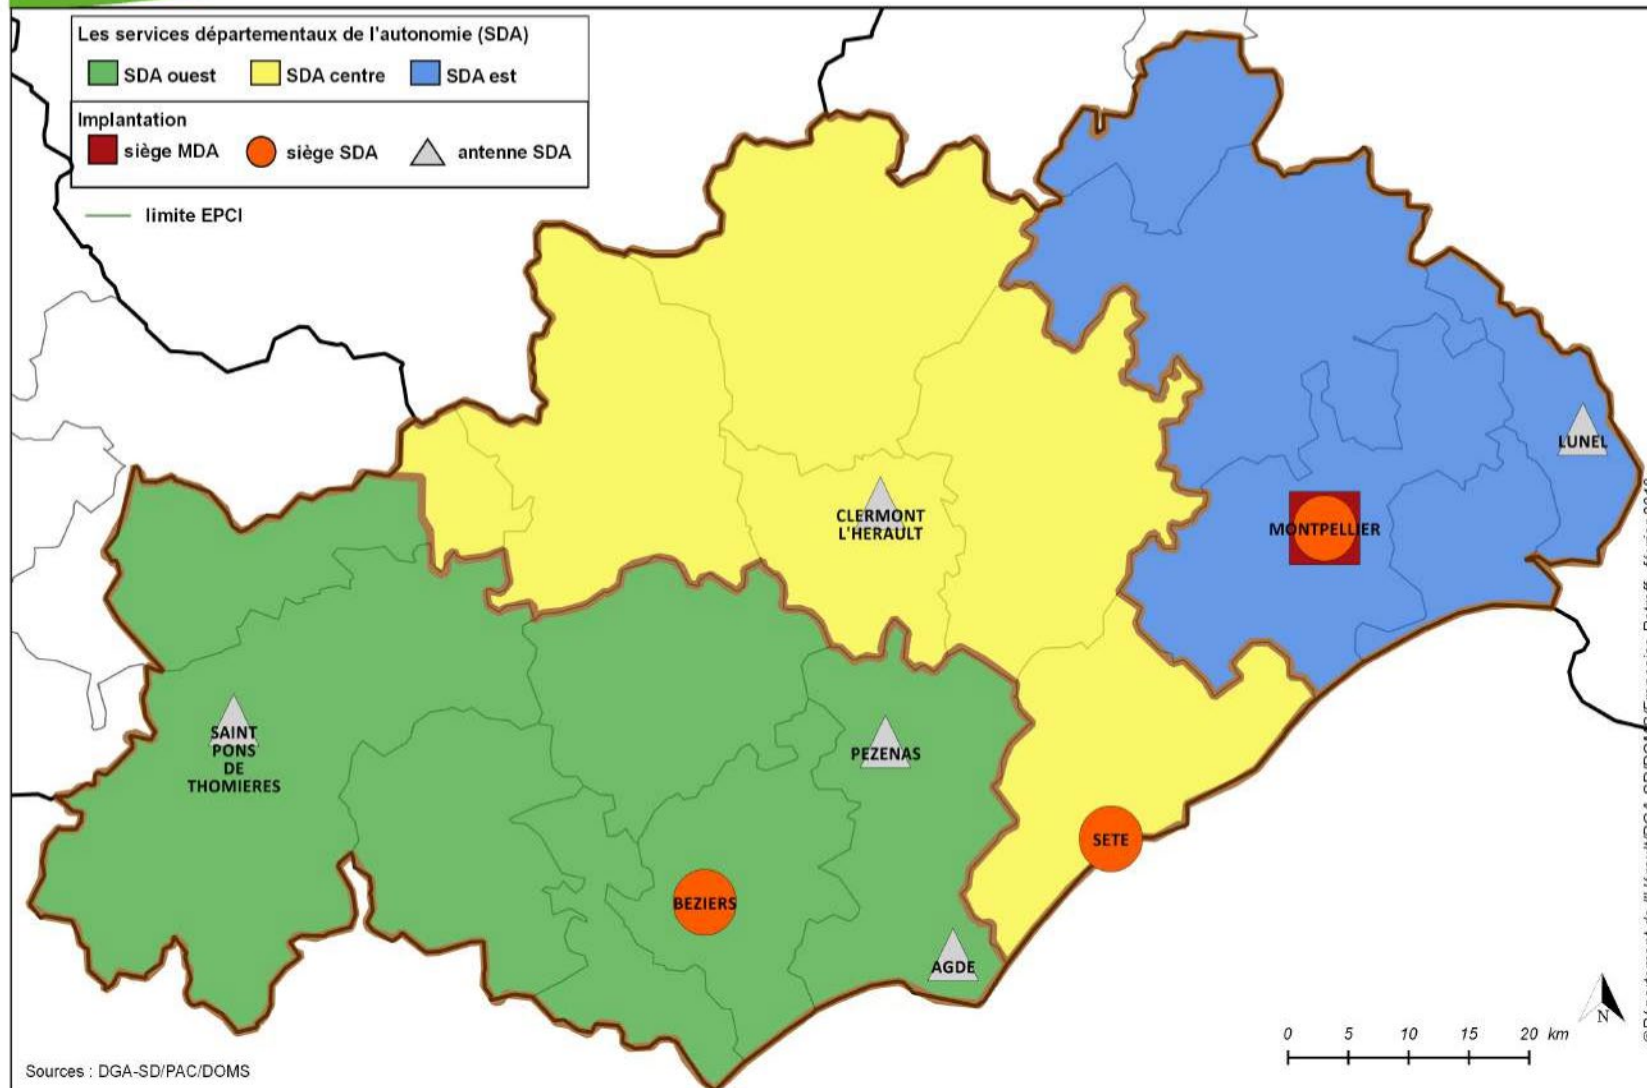 Les services départementaux de l'autonomie (SDA)
SDA ouest
SDA centre
SDA est
Implantation
siège MDA
siège SDA
antenne SDA
limite EPCI
LUNEL
CLERMONT
L'HERAULT
MONTPELLIER
SAINT
PONS
DE
THOMIERES
PEZENAS
SETE
BEZIERS
AGDE
N
0 5 10 15 20 km
Sources : DGA-SD/PAC/DOMS